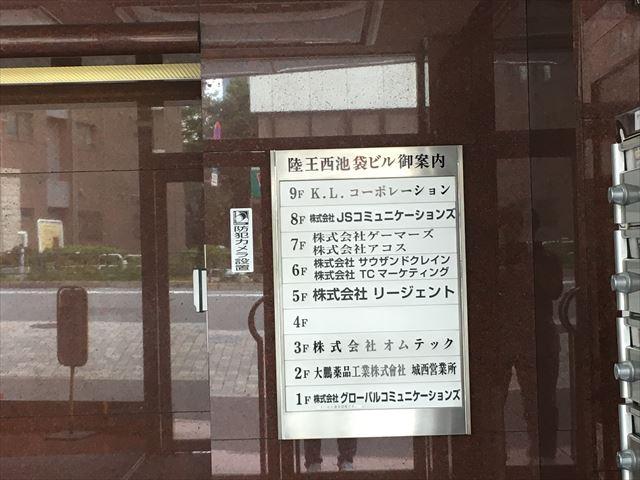 陸王西池袋ビル御案内
9F K.L.コーポレーション
8F 株式会社 JSコミュニケーションズ
7F 株式会社ゲーマーズ
株式会社アコス
6F 株式会社 サウザンドクレイン
株式会社 TCマーケティング
5F 株式会社 リージェント
4F
3F 株式会社オムテック
2F 大鵬薬品工業株式會社 城西営業所
1F 株式会社 グローバルコミュニケーションズ
防犯カメラ設置